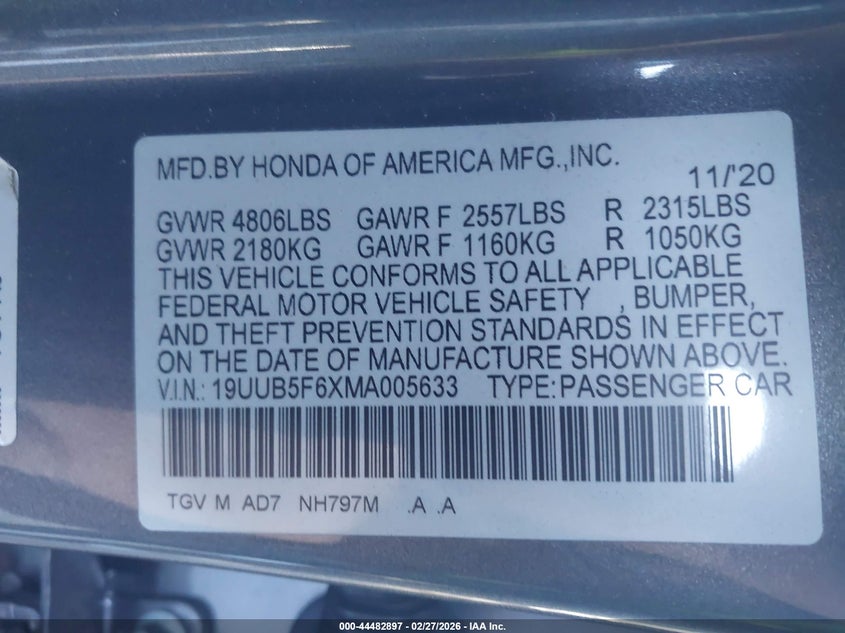 MFD.BY HONDA OF AMERICA MFG.,INC.
11/'20
GVWR 4806LBS GAWR F 2557LBS R 2315LBS
GVWR 2180KG GAWR F 1160KG R 1050KG
THIS VEHICLE CONFORMS TO ALL APPLICABLE
FEDERAL MOTOR VEHICLE SAFETY , BUMPER,
AND THEFT PREVENTION STANDARDS IN EFFECT
ON THE DATE OF MANUFACTURE SHOWN ABOVE.
V.I.N.: 19UUB5F6XMA005633 TYPE:PASSENGER CAR
TGV M AD7 NH797M .A .A
000-44482897 - 02/27/2026 - IAA Inc.